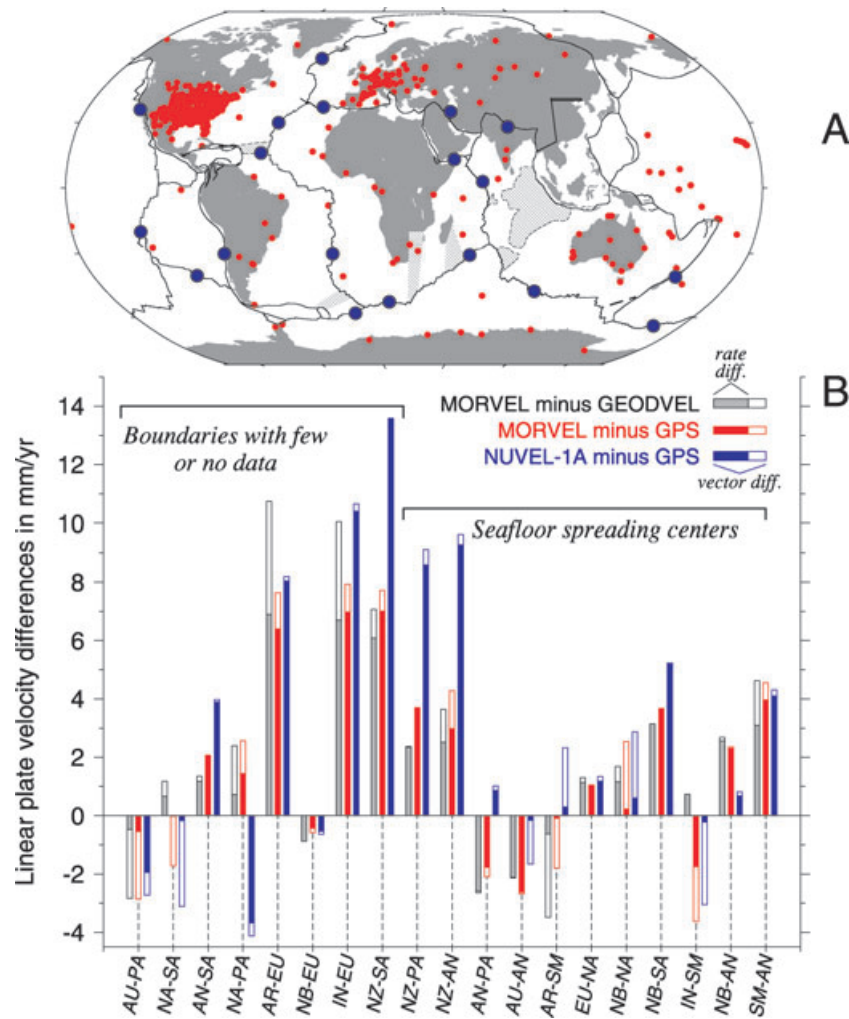 A
B
rate
diff.
MORVEL minus GEODVEL
MORVEL minus GPS
NUVEL-1A minus GPS
vector diff.
Boundaries with few
or no data
Seafloor spreading centers
Linear plate velocity differences in mm/yr
14
12
10
8
6
4
2
0
-2
-4
AU-PA
NA-SA
AN-SA
NA-PA
AR-EU
NB-EU
IN-EU
NZ-SA
NZ-PA
NZ-AN
AN-PA
AU-AN
AR-SM
EU-NA
NB-NA
NB-SA
IN-SM
NB-AN
SM-AN